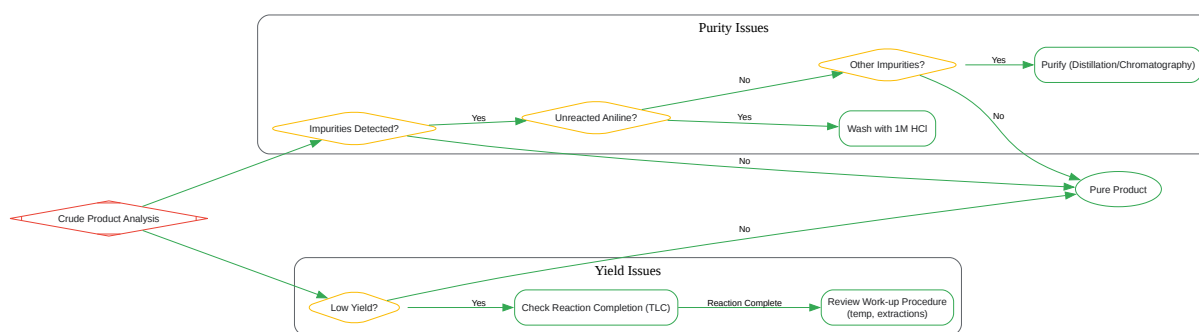 Purity Issues
Other Impurities?
Yes
Purify (Distillation/Chromatography)
No
Impurities Detected?
Yes
Unreacted Aniline?
Yes
Wash with 1M HCl
No
No
Pure Product
Crude Product Analysis
No
Yield Issues
Low Yield?
Yes
Check Reaction Completion (TLC)
Reaction Complete
Review Work-up Procedure
(temp, extractions)